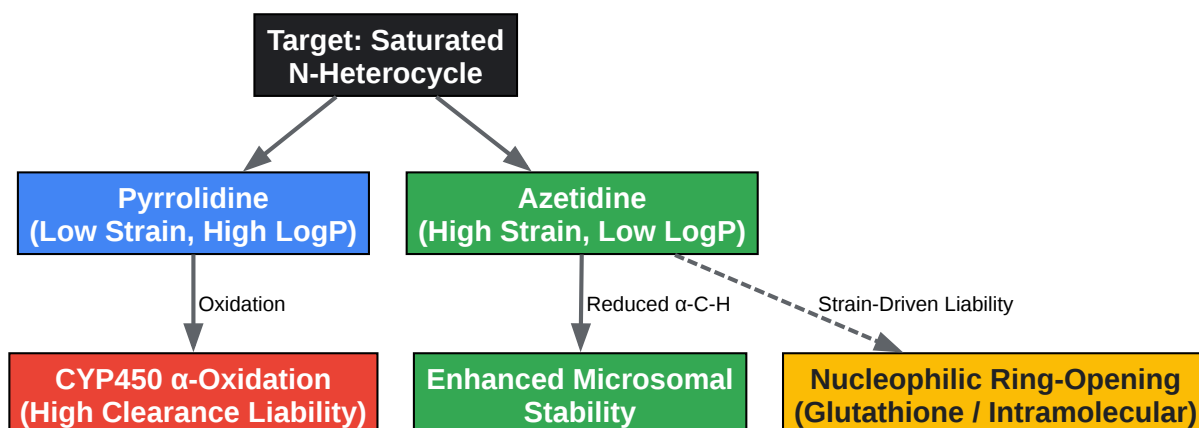 Target: Saturated
N-Heterocycle
Pyrrolidine
(Low Strain, High LogP)
Azetidine
(High Strain, Low LogP)
Oxidation
Reduced α-C-H
Strain-Driven Liability
CYP450 α-Oxidation
(High Clearance Liability)
Enhanced Microsomal
Stability
Nucleophilic Ring-Opening
(Glutathione / Intramolecular)